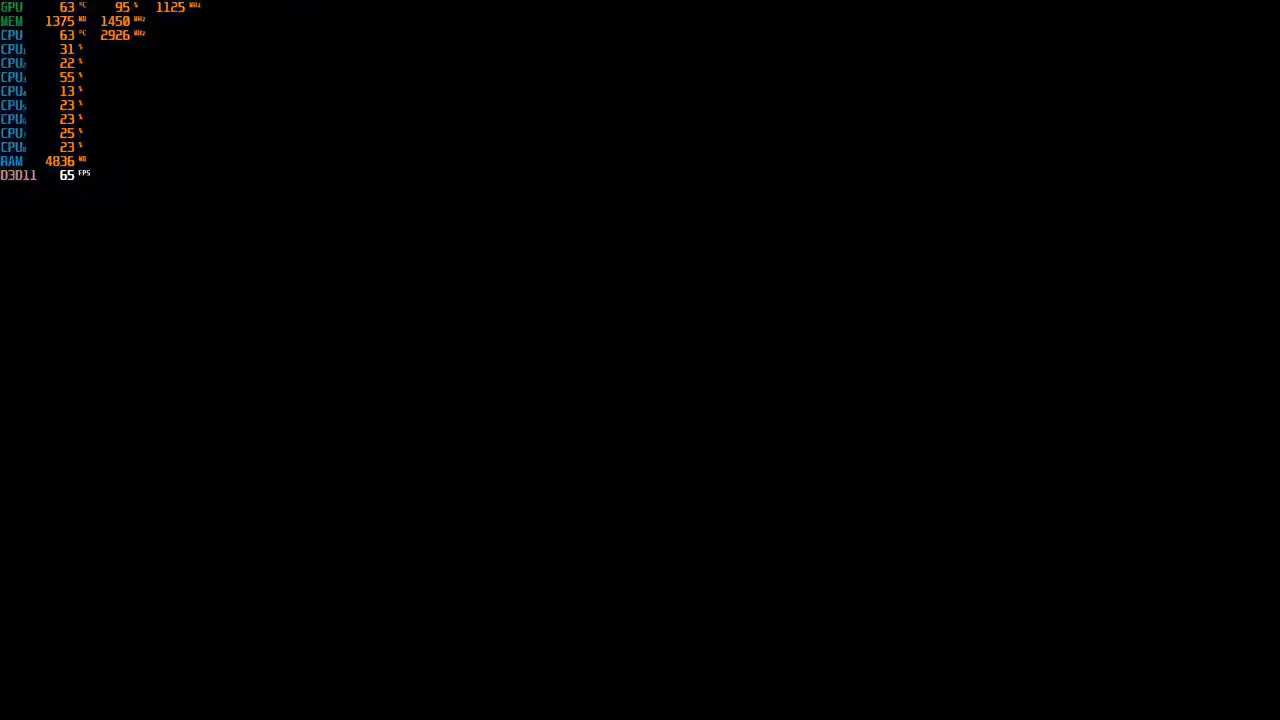 GPU 63 °C 95 % 1125 MHz
MEM 1375 MB 1450 MHz
CPU 63 °C 2926 MHz
CPU1 31 %
CPU2 22 %
CPU3 55 %
CPU4 13 %
CPU5 23 %
CPU6 23 %
CPU7 25 %
CPU8 23 %
RAM 4836 MB
D3D11 65 FPS